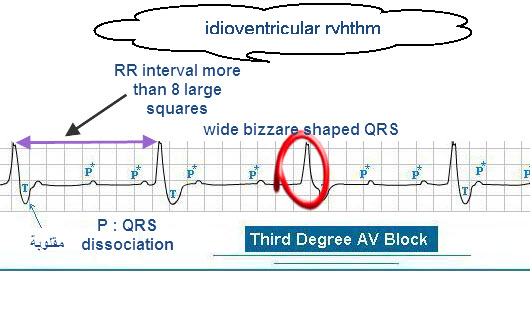 idioventricular rvhthm
RR interval more
than 8 large
squares
wide bizzare shaped QRS
P* P* P* P* P* P* P* P
T T T T
مقلوبة
P : QRS
dissociation
Third Degree AV Block